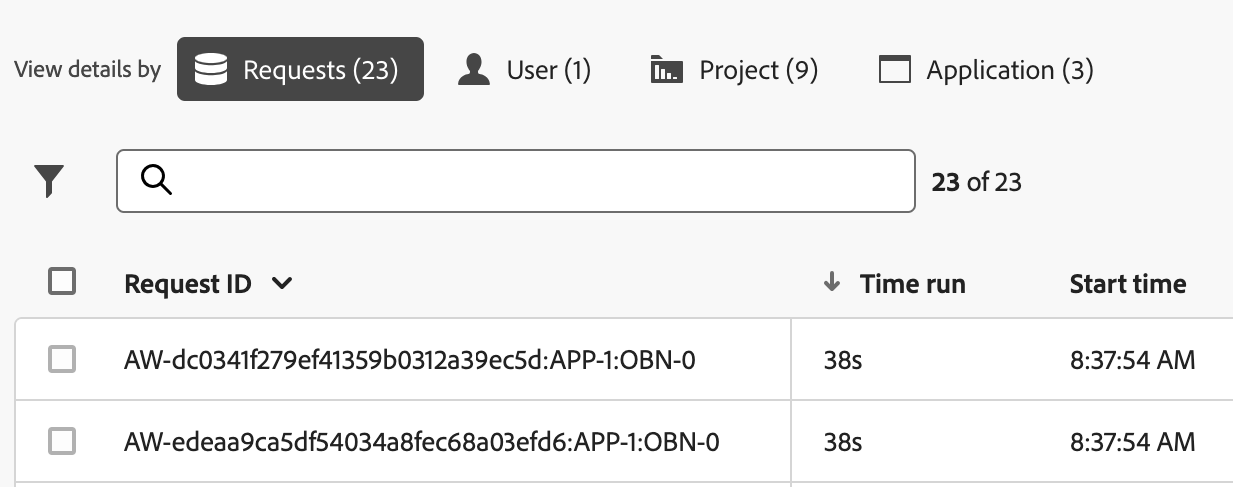 View details by Requests (23) User (1) Project (9) Application (3)
23 of 23
Request ID Time run Start time
AW-dc0341f279ef41359b0312a39ec5d:APP-1:OBN-0 38s 8:37:54 AM
AW-edeaa9ca5df54034a8fec68a03efd6:APP-1:OBN-0 38s 8:37:54 AM